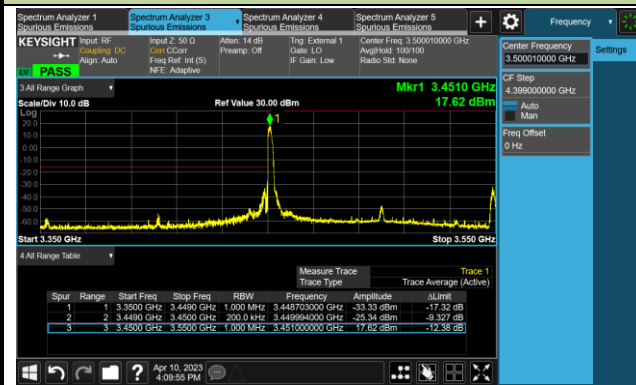 Spectrum Analyzer 1
Spurious Emissions
Spectrum Analyzer 3
Spurious Emissions
Spectrum Analyzer 4
Spurious Emissions
Spectrum Analyzer 5
Spurious Emissions
+
Frequency
KEYSIGHT
Input: RF
Coupling: DC
Align: Auto
Input Z: 50 Ω
Corr CCorr
Freq Ref: Int (S)
NFE: Adaptive
Atten: 14 dB
Preamp: Off
Trig: External 1
Gate: LO
IF Gain: Low
Center Freq: 3.500010000 GHz
Avg|Hold: 100/100
Radio Std: None
PASS
Center Frequency
3.500010000 GHz
Settings
CF Step
4.399000000 GHz
Auto
Man
Freq Offset
0 Hz
3 All Range Graph
Mkr1 3.4510 GHz
17.62 dBm
Scale/Div 10.0 dB
Ref Value 30.00 dBm
Log
20.0
10.0
0.00
-10.0
-20.0
-30.0
-40.0
-50.0
-60.0
1
Start 3.350 GHz
Stop 3.550 GHz
4 All Range Table
Measure Trace Trace 1
Trace Type Trace Average (Active)
Spur Range Start Freq Stop Freq RBW Frequency Amplitude ΔLimit
1 1 3.3500 GHz 3.4490 GHz 1.000 MHz 3.448703000 GHz -33.33 dBm -17.32 dB
2 2 3.4490 GHz 3.4500 GHz 200.0 kHz 3.449994000 GHz -25.34 dBm -9.327 dB
3 3 3.4500 GHz 3.5500 GHz 1.000 MHz 3.451000000 GHz 17.62 dBm -12.38 dB
?
Apr 10, 2023
4:09:55 PM